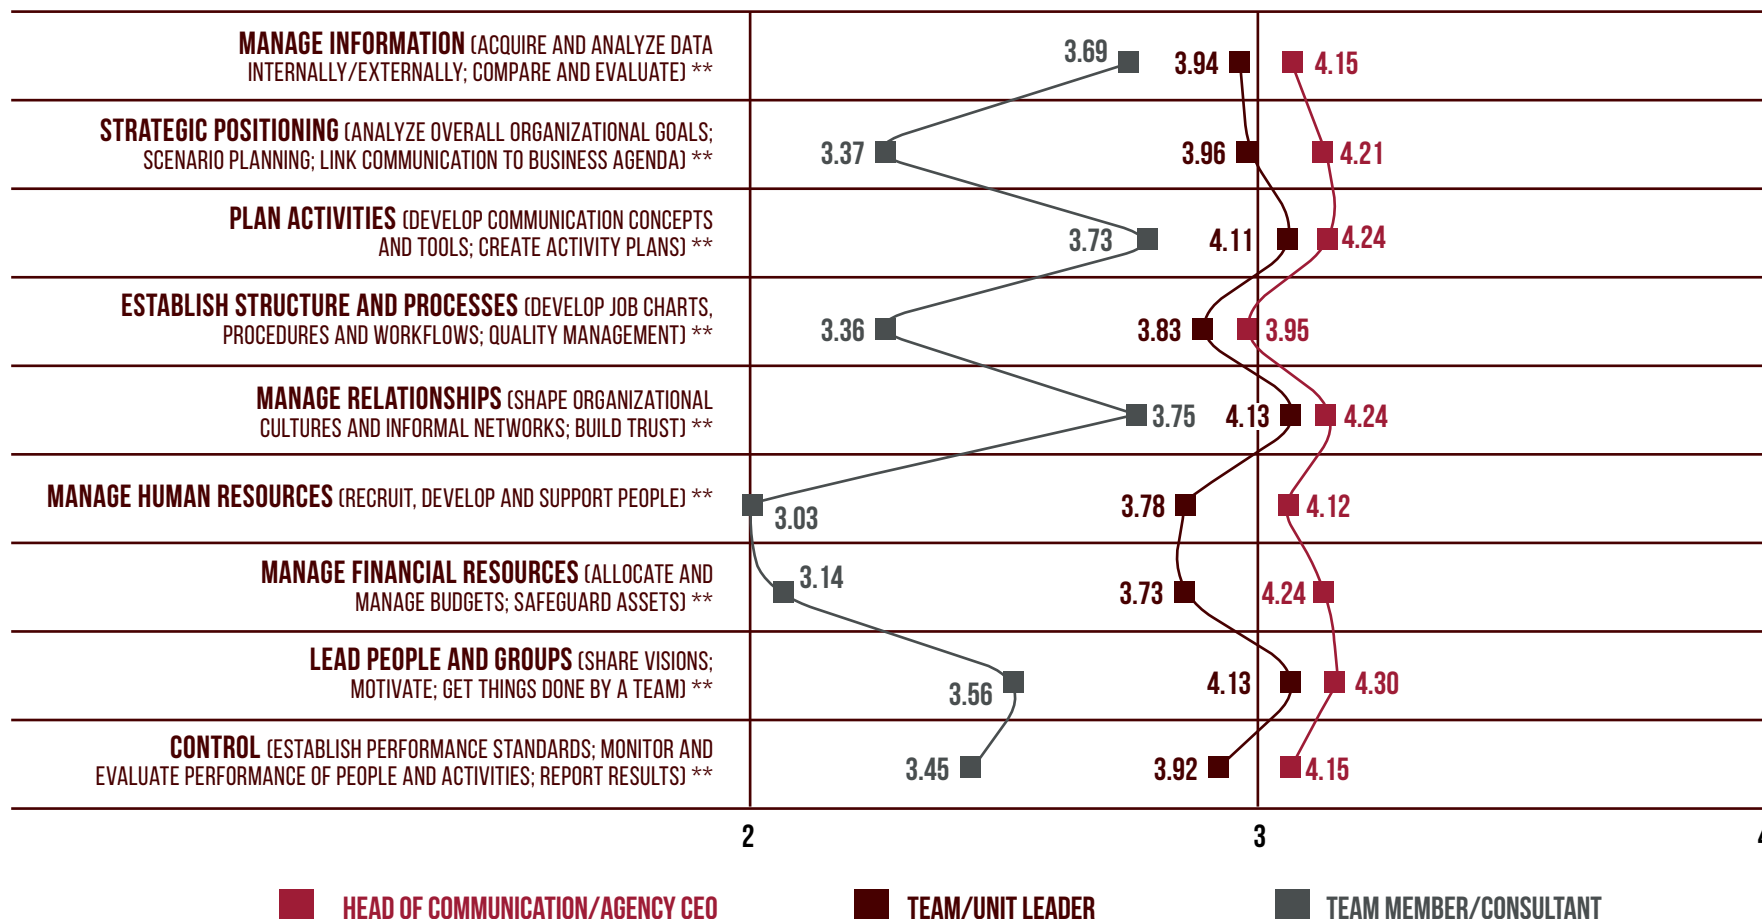 MANAGE INFORMATION (ACQUIRE AND ANALYZE DATA
INTERNALLY/EXTERNALLY; COMPARE AND EVALUATE) **
3.69
3.94
4.15
STRATEGIC POSITIONING (ANALYZE OVERALL ORGANIZATIONAL GOALS;
SCENARIO PLANNING; LINK COMMUNICATION TO BUSINESS AGENDA) **
3.37
3.96
4.21
PLAN ACTIVITIES (DEVELOP COMMUNICATION CONCEPTS
AND TOOLS; CREATE ACTIVITY PLANS) **
3.73
4.11
4.24
ESTABLISH STRUCTURE AND PROCESSES (DEVELOP JOB CHARTS,
PROCEDURES AND WORKFLOWS; QUALITY MANAGEMENT) **
3.36
3.83
3.95
MANAGE RELATIONSHIPS (SHAPE ORGANIZATIONAL
CULTURES AND INFORMAL NETWORKS; BUILD TRUST) **
3.75
4.13
4.24
MANAGE HUMAN RESOURCES (RECRUIT, DEVELOP AND SUPPORT PEOPLE) **
3.03
3.78
4.12
MANAGE FINANCIAL RESOURCES (ALLOCATE AND
MANAGE BUDGETS; SAFEGUARD ASSETS) **
3.14
3.73
4.24
LEAD PEOPLE AND GROUPS (SHARE VISIONS;
MOTIVATE; GET THINGS DONE BY A TEAM) **
3.56
4.13
4.30
CONTROL (ESTABLISH PERFORMANCE STANDARDS; MONITOR AND
EVALUATE PERFORMANCE OF PEOPLE AND ACTIVITIES; REPORT RESULTS) **
3.45
3.92
4.15
2 3
HEAD OF COMMUNICATION/AGENCY CEO TEAM/UNIT LEADER TEAM MEMBER/CONSULTANT